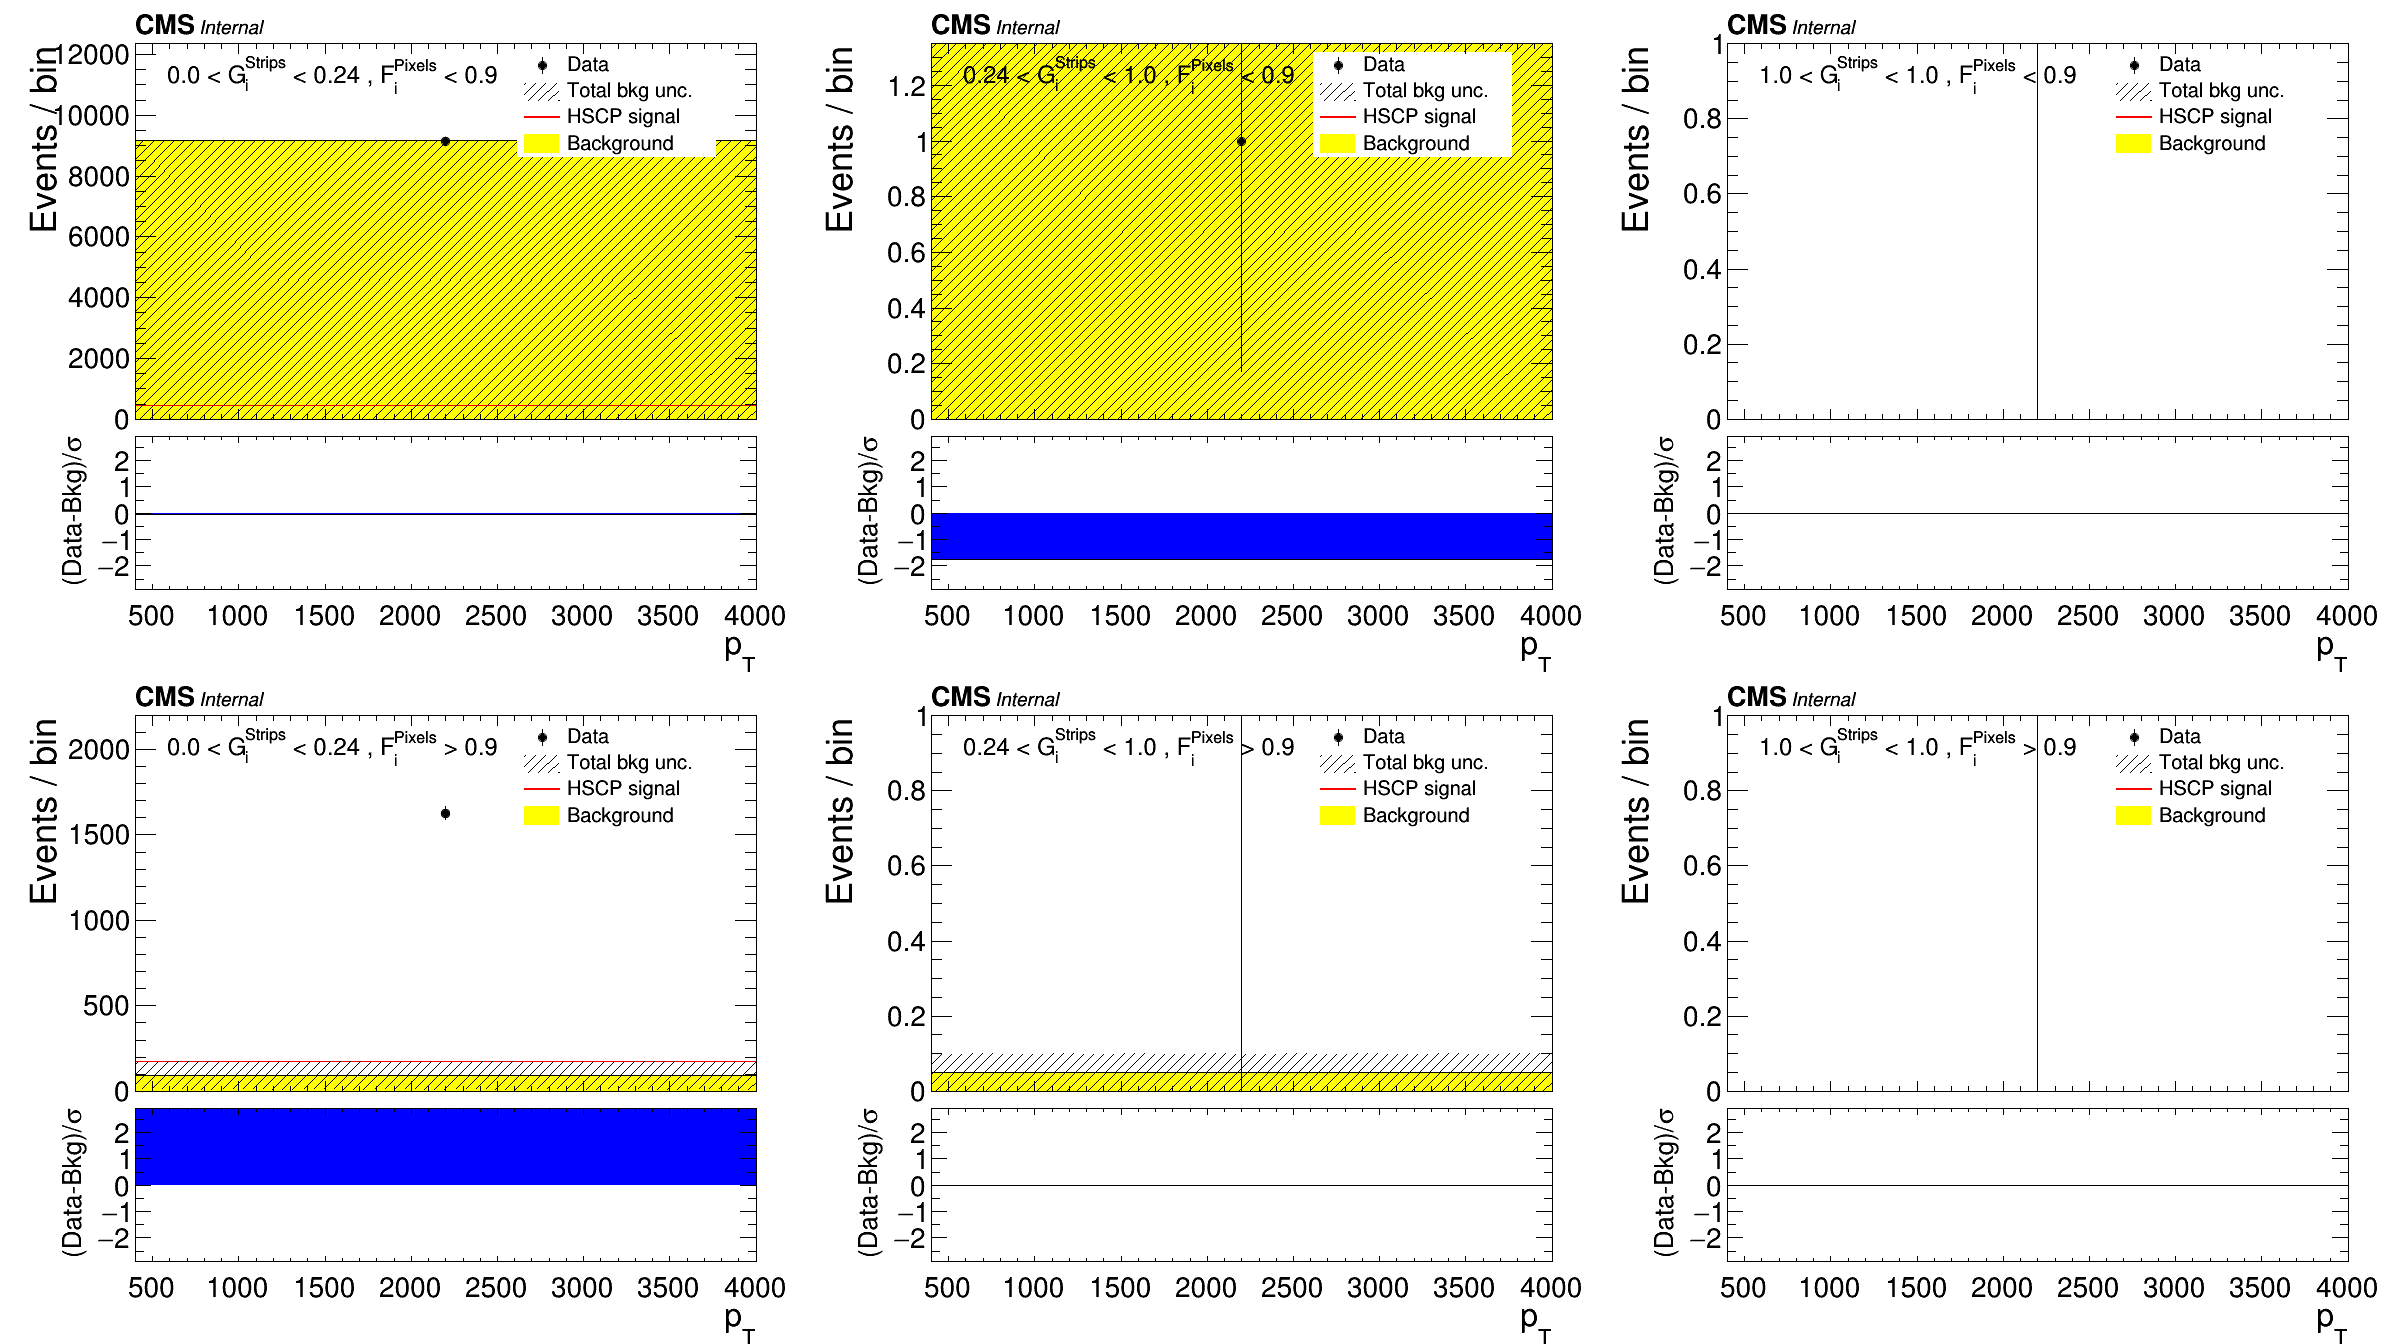 CMS Internal
Events / bin
12000
10000
8000
6000
4000
2000
0
0.0 < G_i^Strips < 0.24 , F_i^Pixels < 0.9
Data
Total bkg unc.
HSCP signal
Background
(Data-Bkg)/σ
2
1
0
−1
−2
500 1000 1500 2000 2500 3000 3500 4000
p_T
CMS Internal
Events / bin
1.2
1
0.8
0.6
0.4
0.2
0
0.24 < G_i^Strips < 1.0 , F_i^Pixels < 0.9
Data
Total bkg unc.
HSCP signal
Background
(Data-Bkg)/σ
2
1
0
−1
−2
500 1000 1500 2000 2500 3000 3500 4000
p_T
CMS Internal
Events / bin
1
0.8
0.6
0.4
0.2
0
1.0 < G_i^Strips < 1.0 , F_i^Pixels < 0.9
Data
Total bkg unc.
HSCP signal
Background
(Data-Bkg)/σ
2
1
0
−1
−2
500 1000 1500 2000 2500 3000 3500 4000
p_T
CMS Internal
Events / bin
2000
1500
1000
500
0
0.0 < G_i^Strips < 0.24 , F_i^Pixels > 0.9
Data
Total bkg unc.
HSCP signal
Background
(Data-Bkg)/σ
2
1
0
−1
−2
500 1000 1500 2000 2500 3000 3500 4000
p_T
CMS Internal
Events / bin
1
0.8
0.6
0.4
0.2
0
0.24 < G_i^Strips < 1.0 , F_i^Pixels > 0.9
Data
Total bkg unc.
HSCP signal
Background
(Data-Bkg)/σ
2
1
0
−1
−2
500 1000 1500 2000 2500 3000 3500 4000
p_T
CMS Internal
Events / bin
1
0.8
0.6
0.4
0.2
0
1.0 < G_i^Strips < 1.0 , F_i^Pixels > 0.9
Data
Total bkg unc.
HSCP signal
Background
(Data-Bkg)/σ
2
1
0
−1
−2
500 1000 1500 2000 2500 3000 3500 4000
p_T